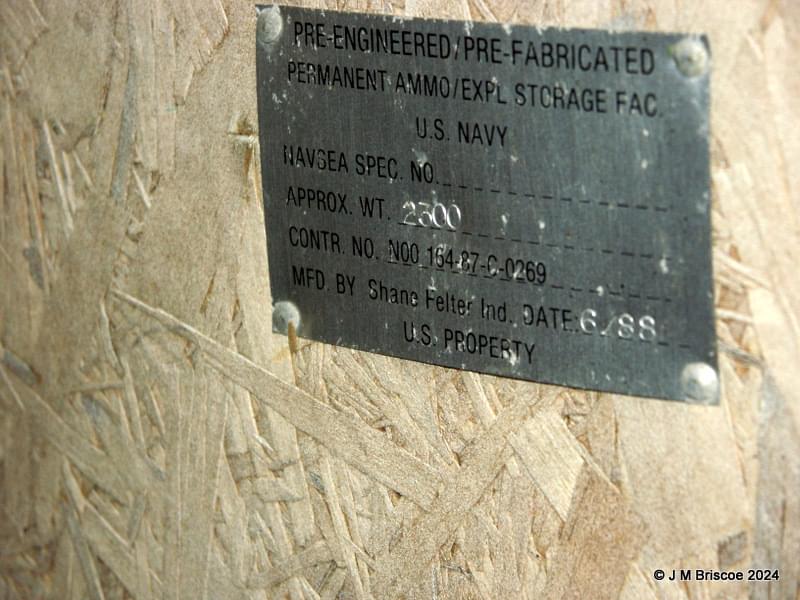 PRE-ENGINEERED/PRE-FABRICATED
PERMANENT AMMO/EXPL STORAGE FAC.
U.S. NAVY
NAVSEA SPEC. NO.
APPROX. WT. 2300
CONTR. NO. N00 164-87-C-0269
MFD. BY Shane Felter Ind. DATE: 6/88
U.S. PROPERTY
© J M Briscoe 2024